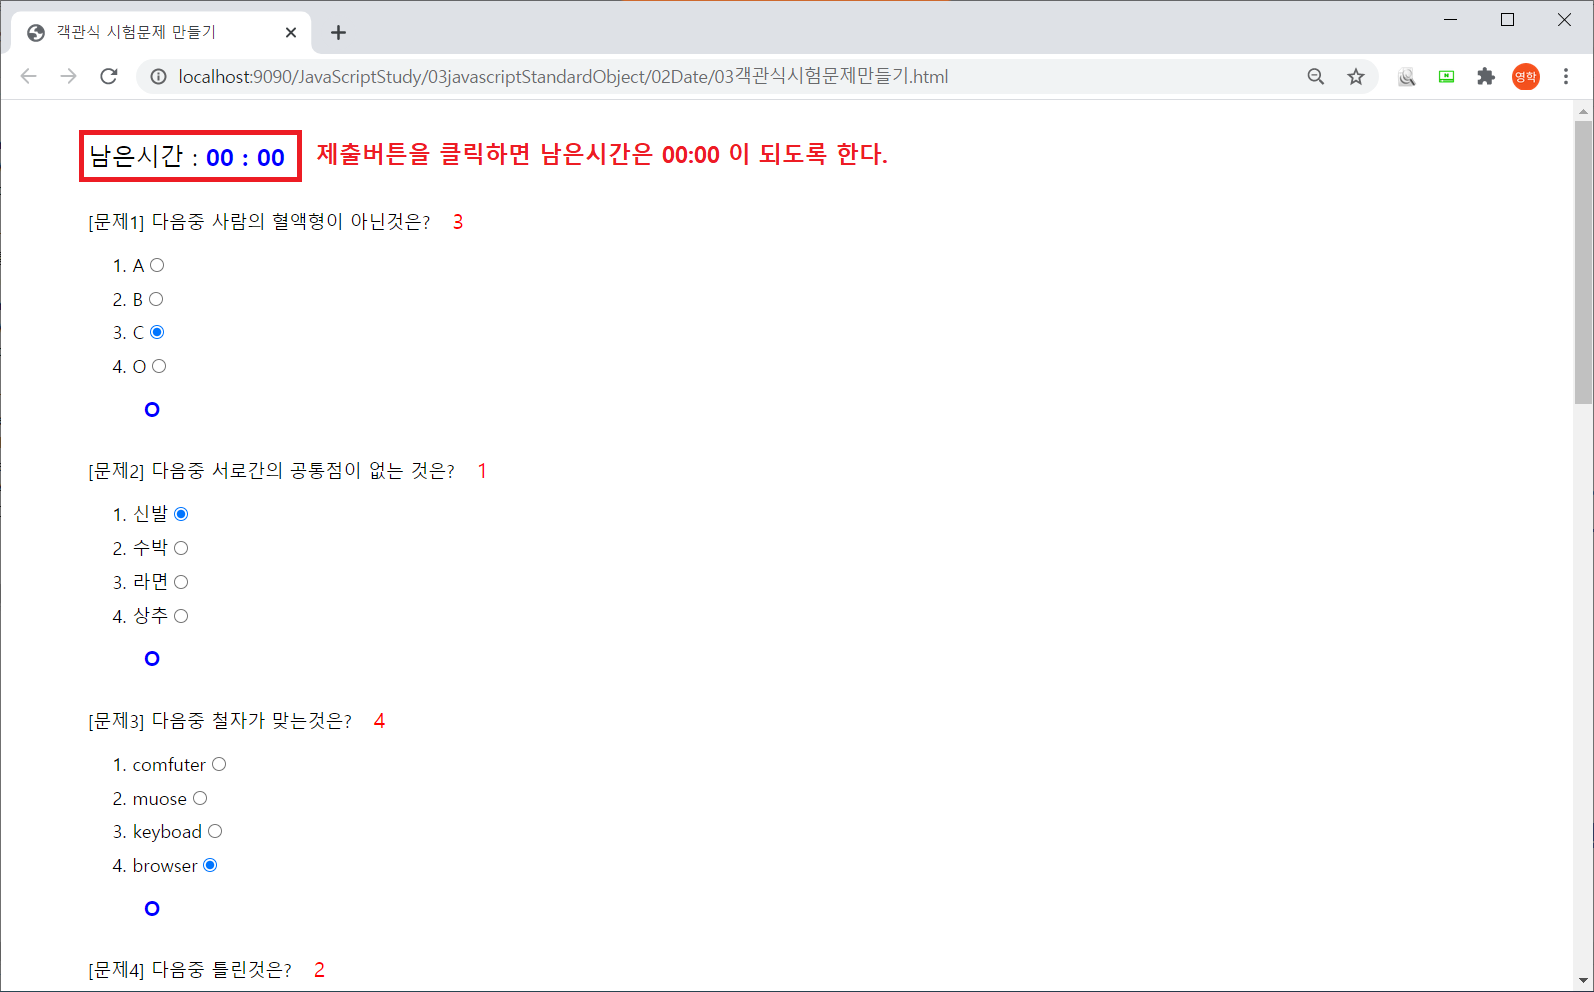 객관식 시험문제 만들기
localhost:9090/JavaScriptStudy/03javascriptStandardObject/02Date/03객관식시험문제만들기.html
영학
남은시간 : 00 : 00 제출버튼을 클릭하면 남은시간은 00:00 이 되도록 한다.
[문제1] 다음중 사람의 혈액형이 아닌것은? 3
1. A
2. B
3. C
4. O
O
[문제2] 다음중 서로간의 공통점이 없는 것은? 1
1. 신발
2. 수박
3. 라면
4. 상추
O
[문제3] 다음중 철자가 맞는것은? 4
1. comfuter
2. muose
3. keyboad
4. browser
O
[문제4] 다음중 틀린것은? 2